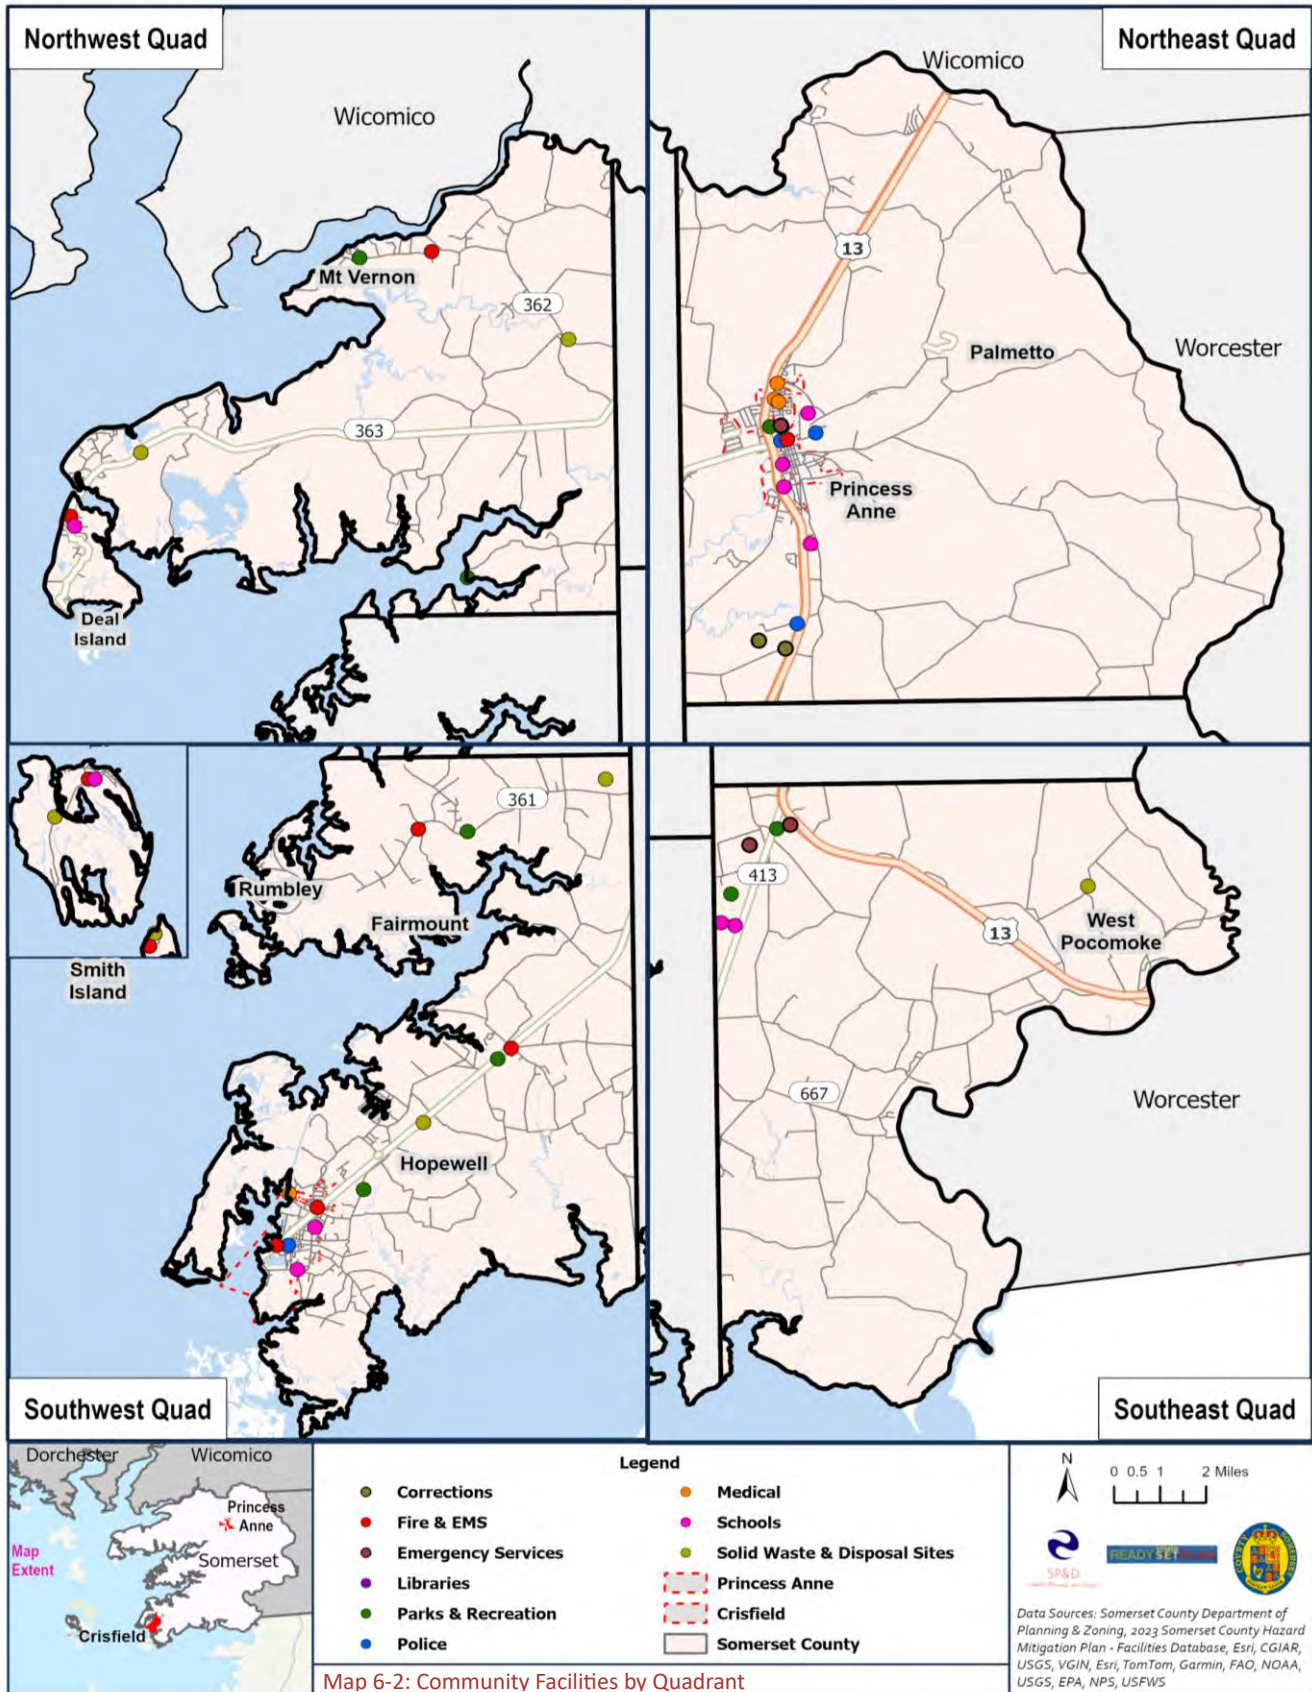 Northwest Quad
Wicomico
Mt Vernon
362
363
Deal
Island
Northeast Quad
Wicomico
13
Palmetto
Worcester
Princess
Anne
Smith
Island
361
Rumbley
Fairmount
Hopewell
Southwest Quad
413
13
West
Pocomoke
667
Worcester
Southeast Quad
Dorchester
Wicomico
Princess
Anne
Map
Extent
Somerset
Crisfield
Legend
Corrections
Fire & EMS
Emergency Services
Libraries
Parks & Recreation
Police
Medical
Schools
Solid Waste & Disposal Sites
Princess Anne
Crisfield
Somerset County
Map 6-2: Community Facilities by Quadrant
N
0 0.5 1 2 Miles
SP&D
READY SET
COUNTY SOMERSET
Data Sources: Somerset County Department of
Planning & Zoning, 2023 Somerset County Hazard
Mitigation Plan - Facilities Database, Esri, CGIAR,
USGS, VGIN, Esri, TomTom, Garmin, FAO, NOAA,
USGS, EPA, NPS, USFWS